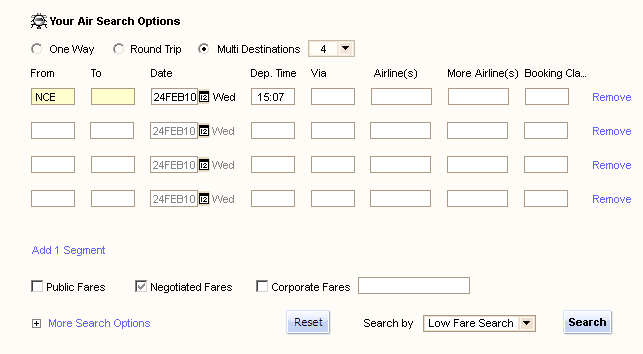 Your Air Search Options
One Way Round Trip Multi Destinations 4
From To Date Dep. Time Via Airline(s) More Airline(s) Booking Cla...
NCE 24FEB10 12 Wed 15:07 Remove
24FEB10 12 Wed Remove
24FEB10 12 Wed Remove
24FEB10 12 Wed Remove
Add 1 Segment
Public Fares Negotiated Fares Corporate Fares
More Search Options Reset Search by Low Fare Search Search